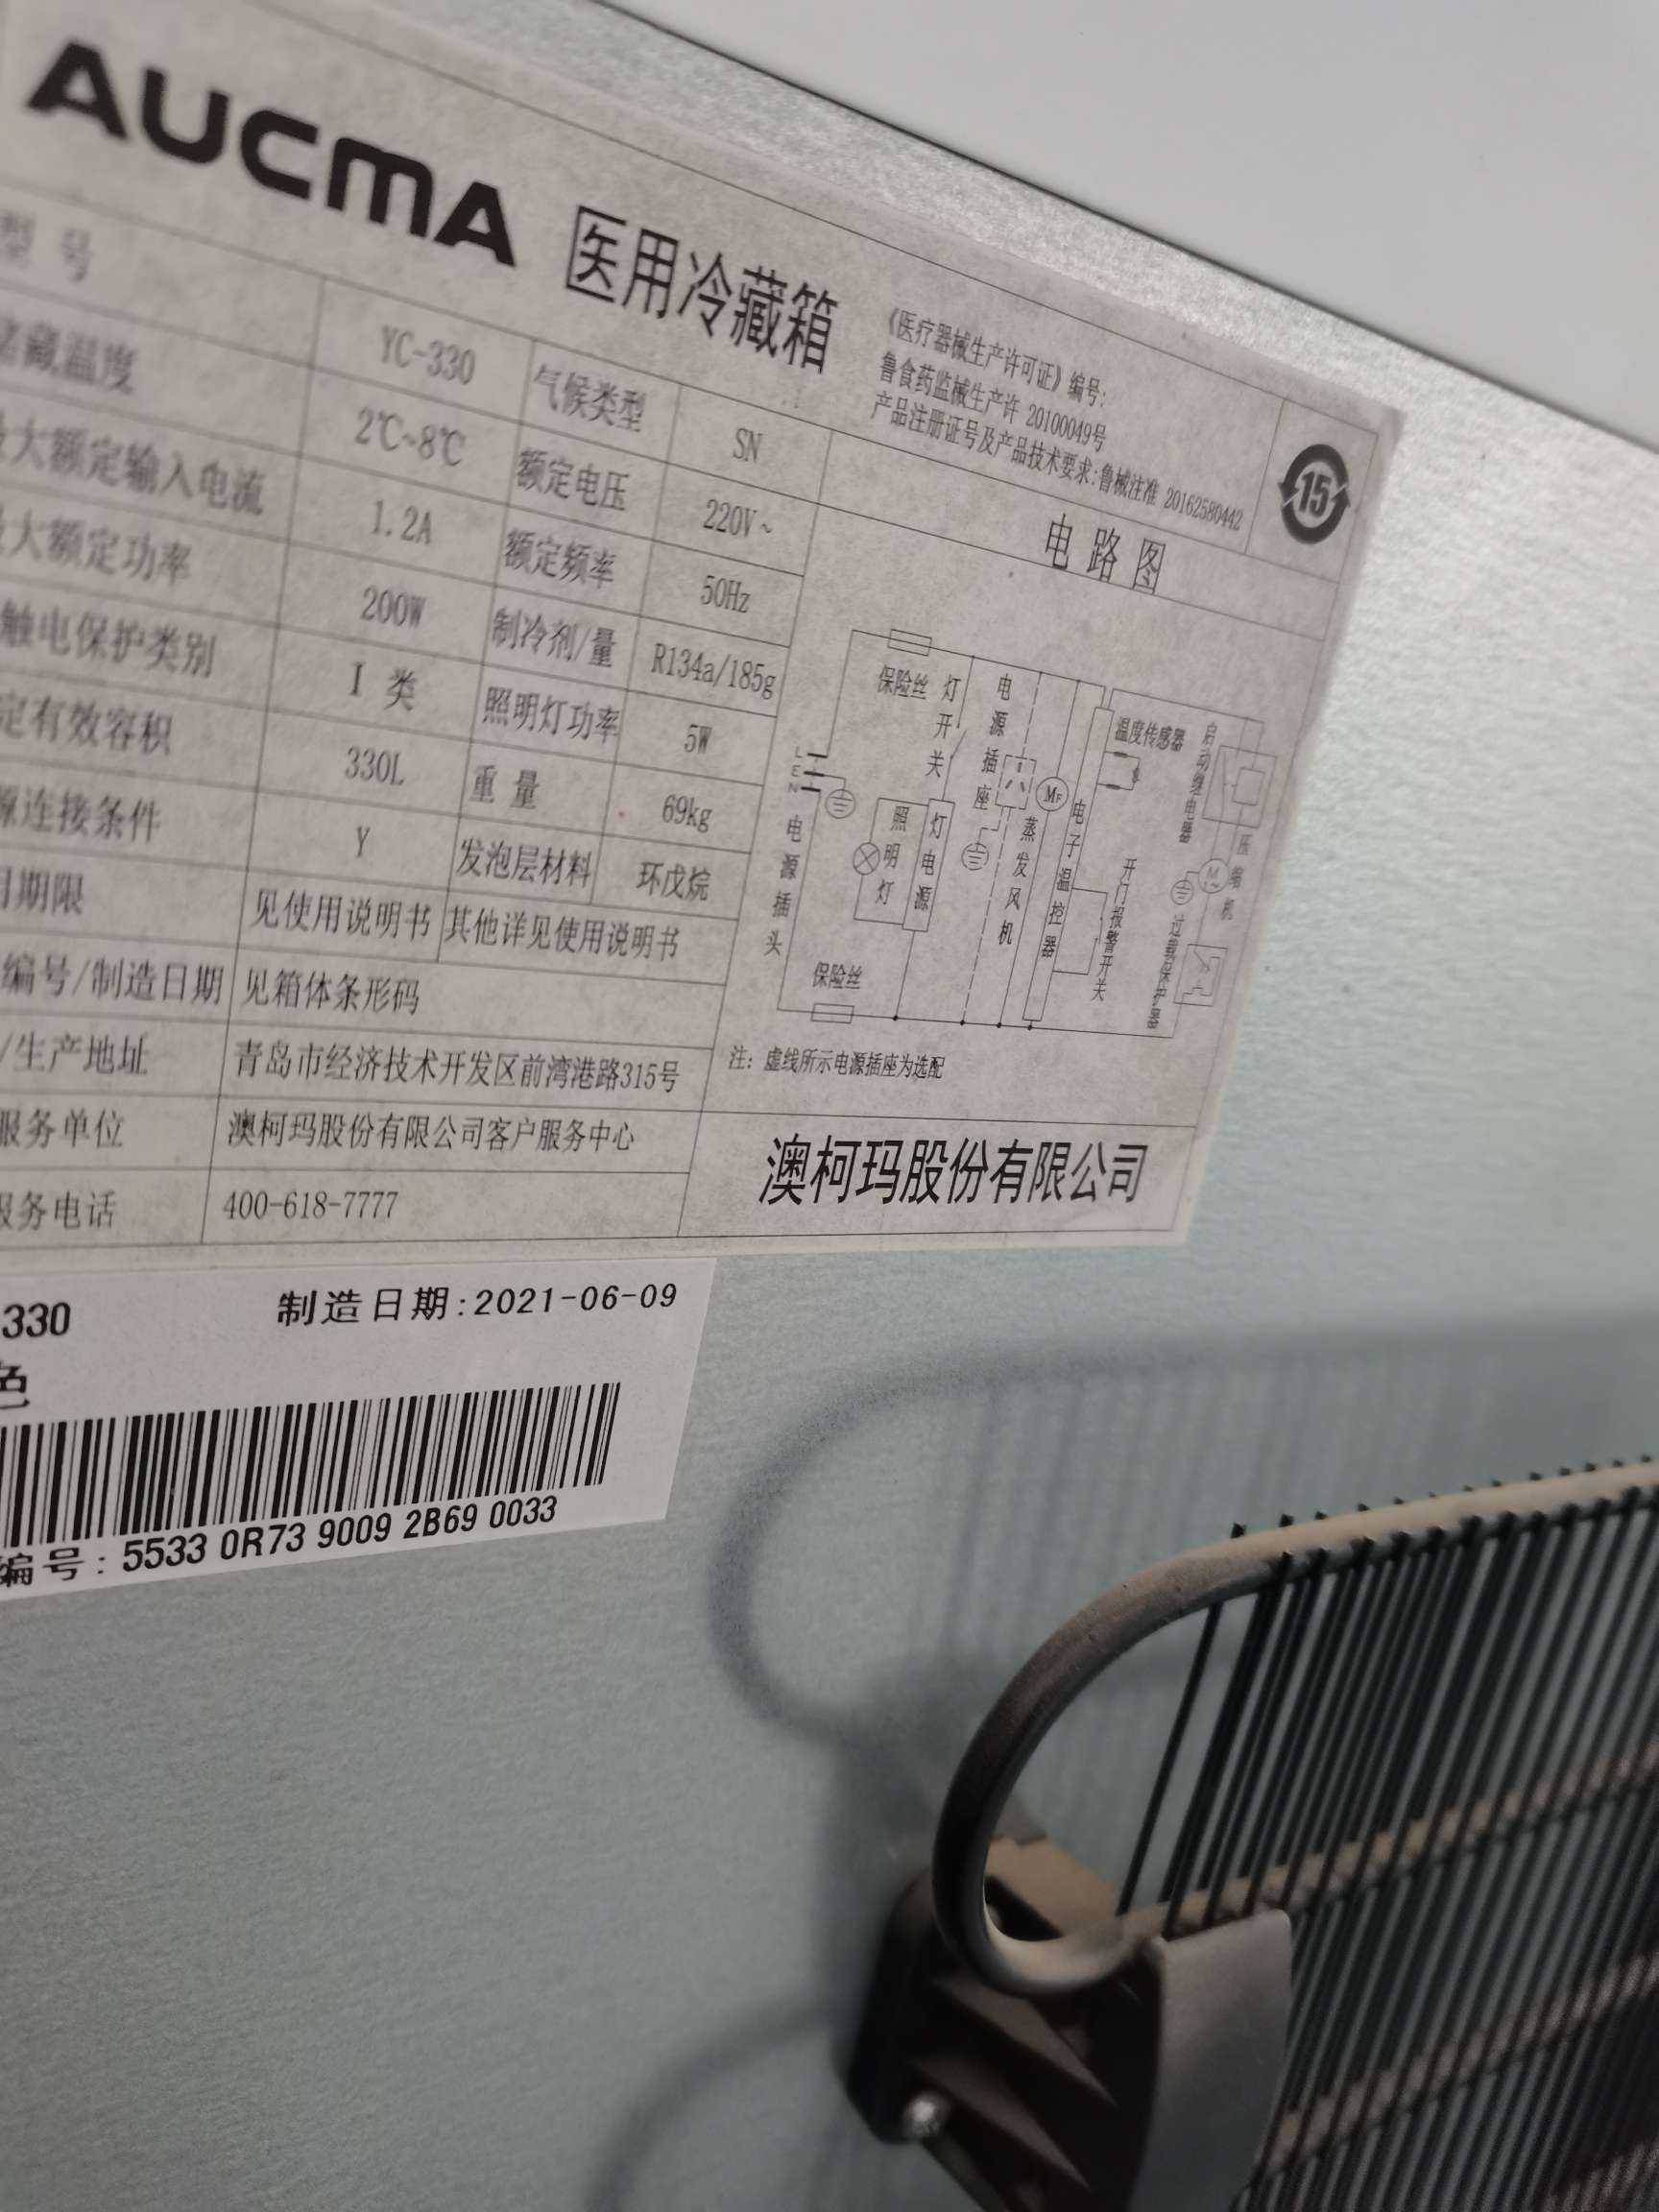 AUCMA 医用冷藏箱
《医疗器械生产许可证》编号:
鲁食药监械生产许 20100049号
产品注册证号及产品技术要求:鲁械注准 20162580442
15
型 号 YC-330 气候类型 SN
储藏温度 2℃~8℃ 额定电压 220V~
最大额定输入电流 1.2A 额定频率 50Hz
最大额定功率 200W 制冷剂/量 R134a/185g
触电保护类别 I 类 照明灯功率 5W
定有效容积 330L 重 量 69kg
源连接条件 Y 发泡层材料 环戊烷
期限 见使用说明书 其他详见使用说明书
编号/制造日期 见箱体条形码
/生产地址 青岛市经济技术开发区前湾港路315号
服务单位 澳柯玛股份有限公司客户服务中心
服务电话 400-618-7777
电 路 图
保险丝
灯开关
电源插座
温度传感器
启动继电器
L
E
N
电源插头
照明灯
灯电源
MF
蒸发风机
电子温控器
开门报警开关
M
压缩机
过载保护器
保险丝
注: 虚线所示电源插座为选配
澳柯玛股份有限公司
330 制造日期:2021-06-09
色
编号: 5533 0R73 9009 2B69 0033